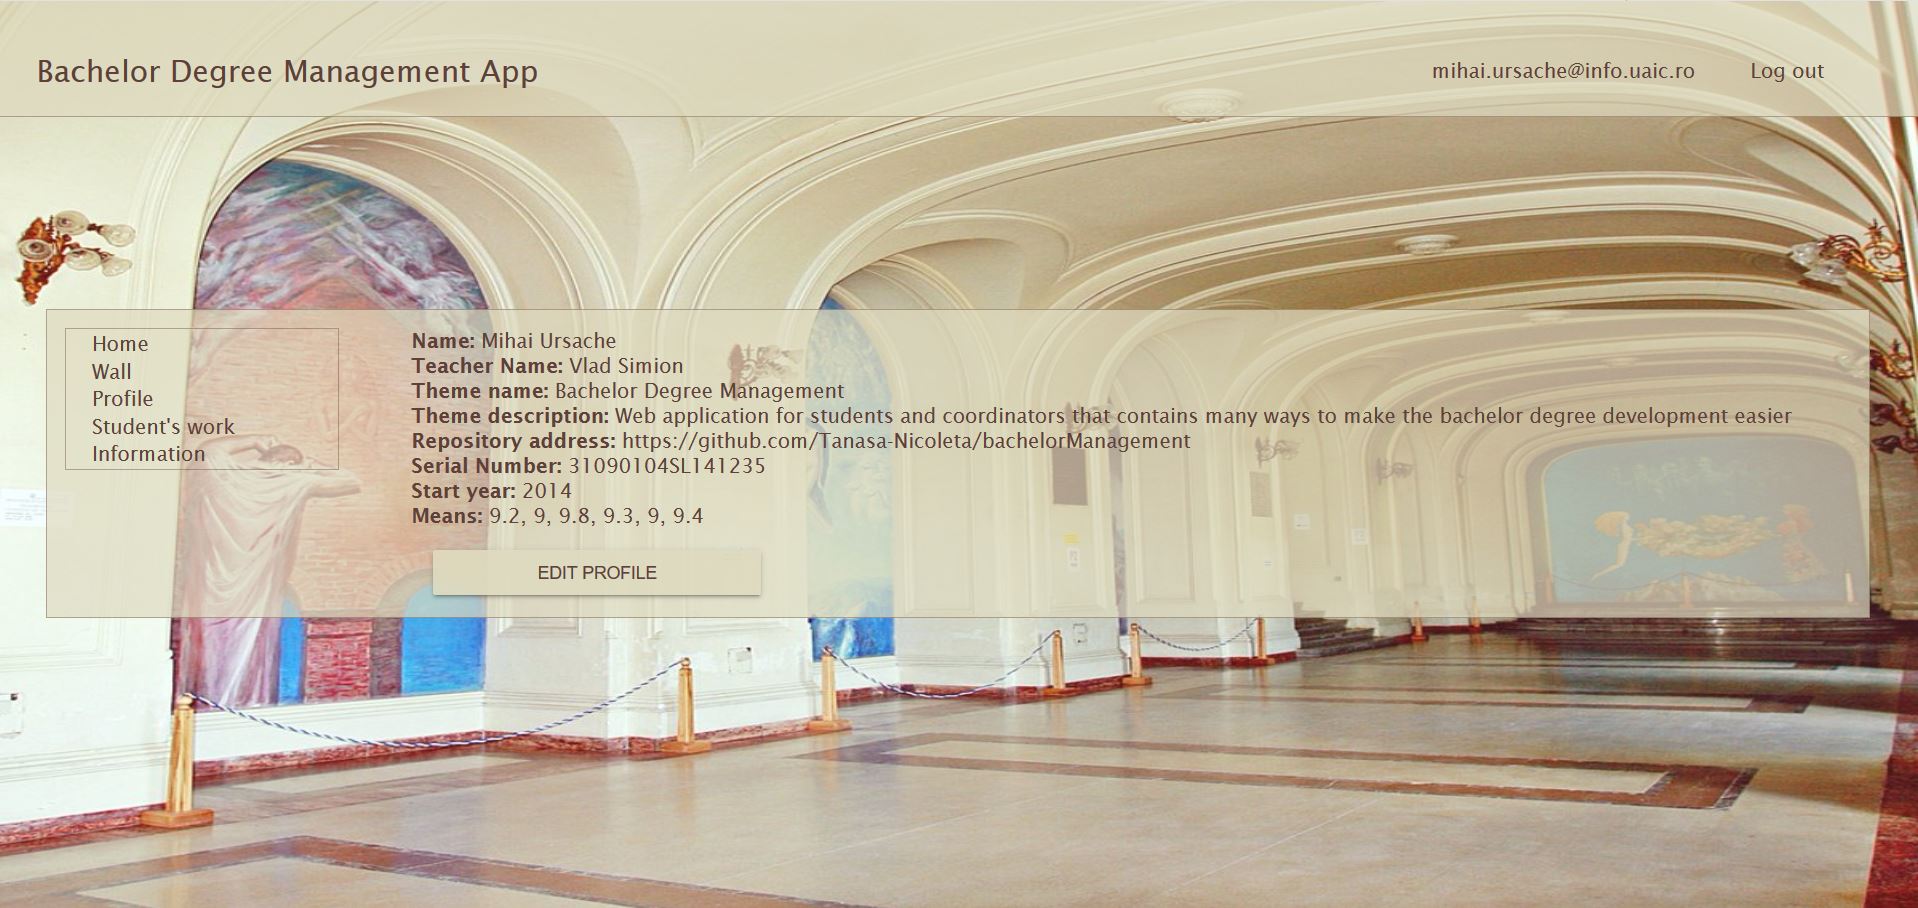 Bachelor Degree Management App
mihai.ursache@info.uaic.ro
Log out
Home
Wall
Profile
Student's work
Information
Name: Mihai Ursache
Teacher Name: Vlad Simion
Theme name: Bachelor Degree Management
Theme description: Web application for students and coordinators that contains many ways to make the bachelor degree development easier
Repository address: https://github.com/Tanasa-Nicoleta/bachelorManagement
Serial Number: 31090104SL141235
Start year: 2014
Means: 9.2, 9, 9.8, 9.3, 9, 9.4
EDIT PROFILE